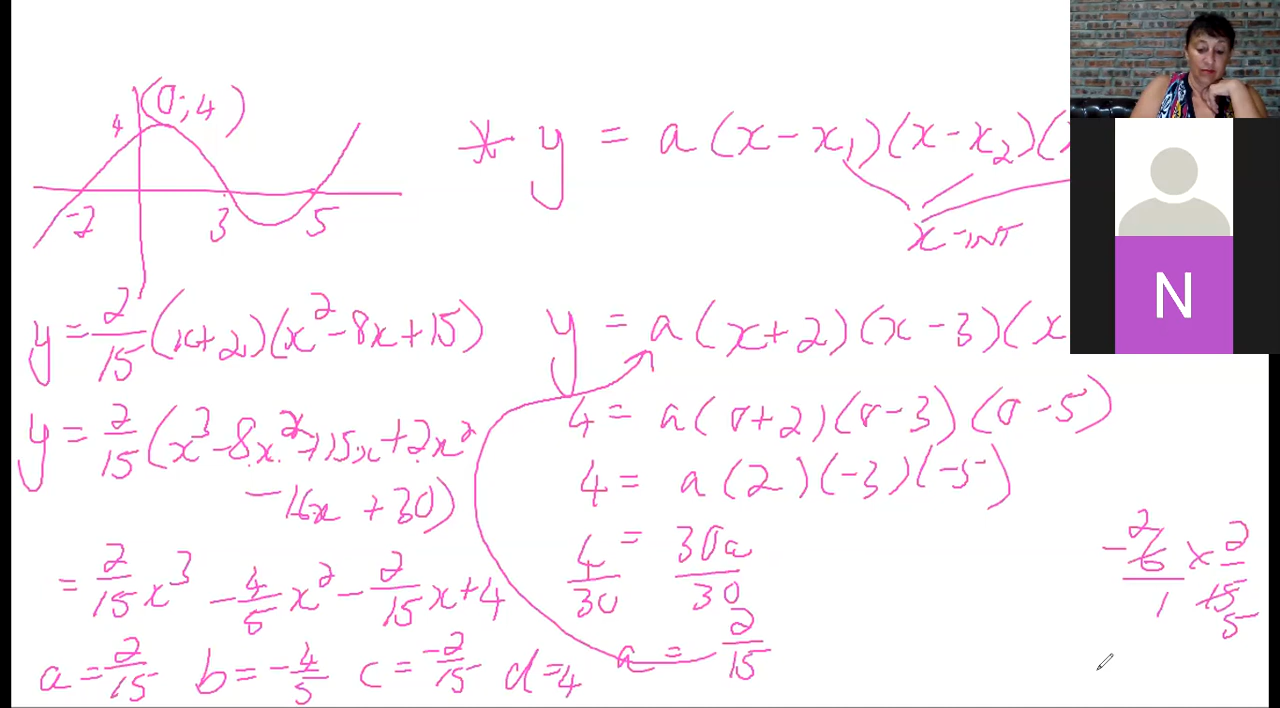 (0;4)
4
-2 3 5
* y = a(x-x₁)(x-x₂)(
x-INT
y = 2/15 (x+2)(x²-8x+15)
y = 2/15 (x³-8x²+15x+2x²
-16x+30)
= 2/15 x³ - 4/5 x² - 2/15 x+4
a = 2/15 b = -4/5 c = -2/15 d=4
y = a(x+2)(x-3)(x
4 = a(0+2)(0-3)(0-5)
4 = a(2)(-3)(-5)
4/30 = 30a/30
a = 2/15
N
2
-6/1 x 2/15
5